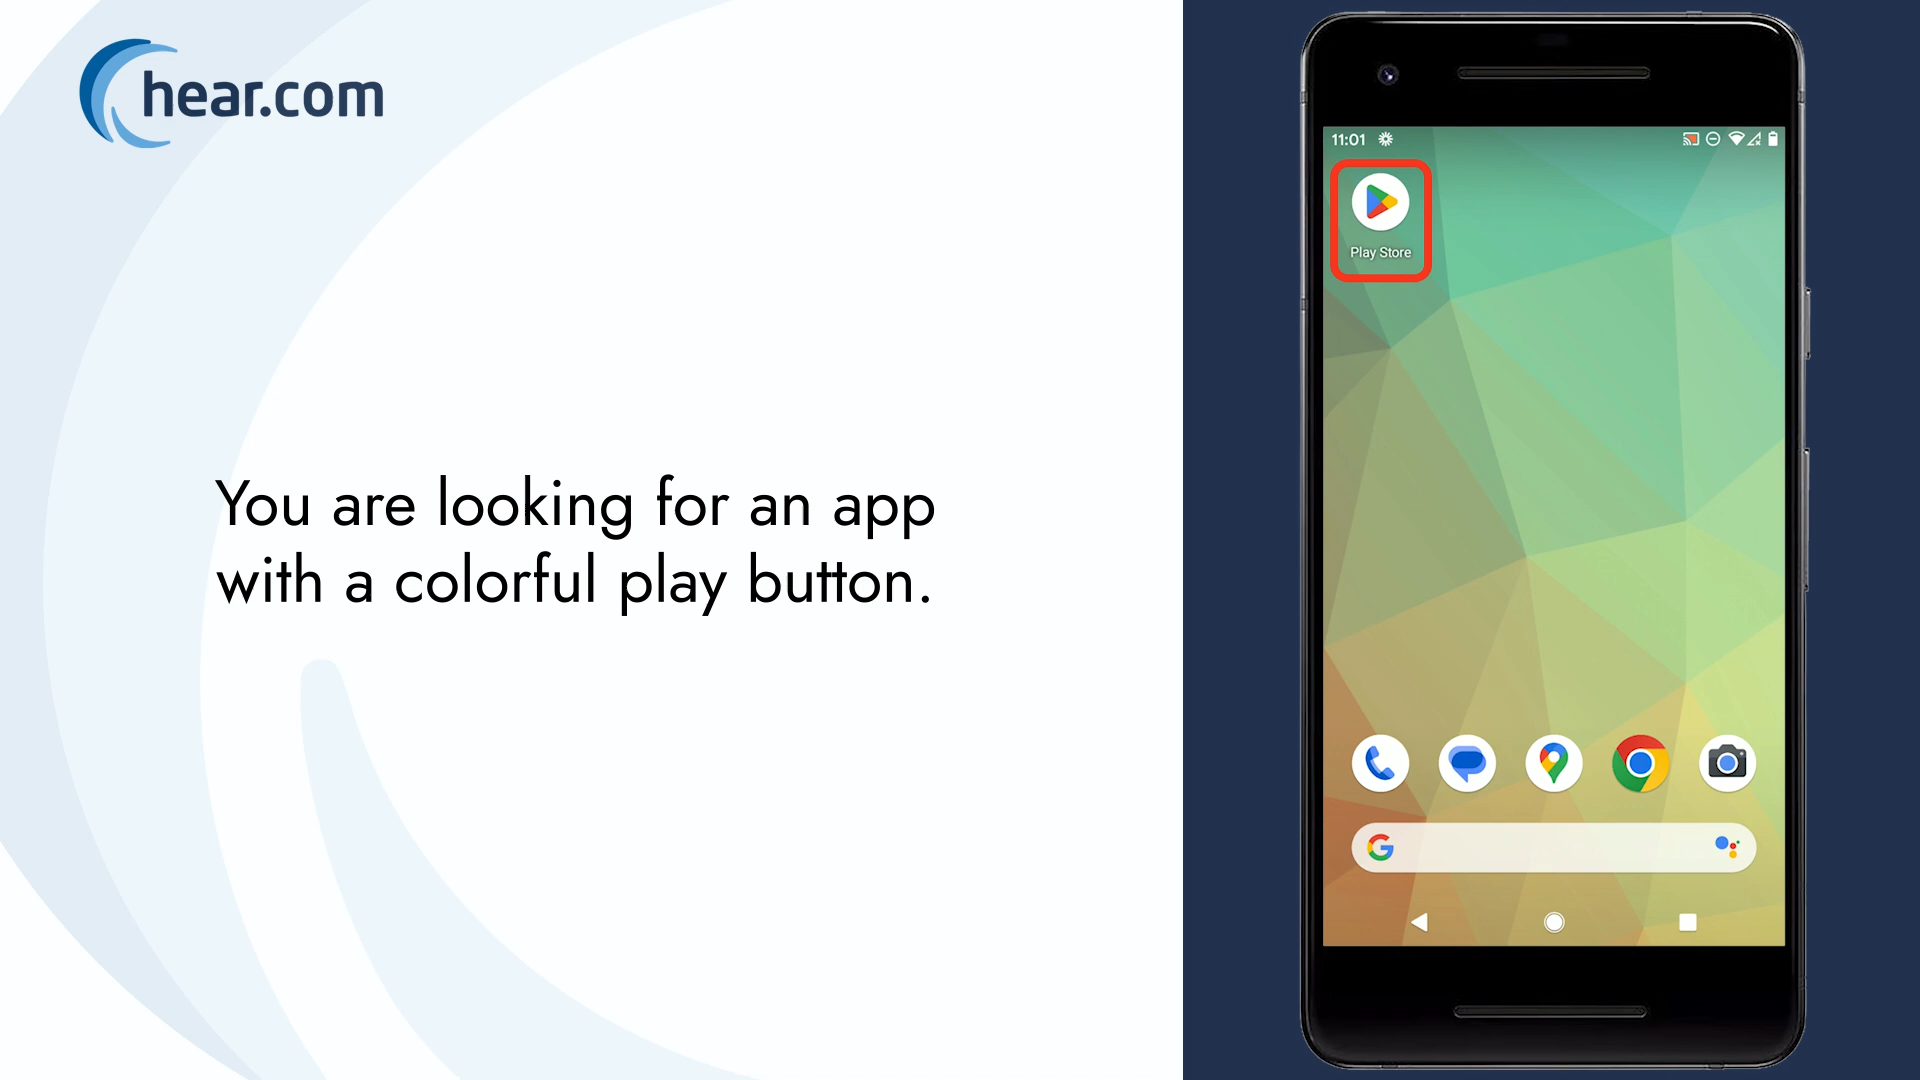 hear.com
You are looking for an app
with a colorful play button.
11:01
Play Store